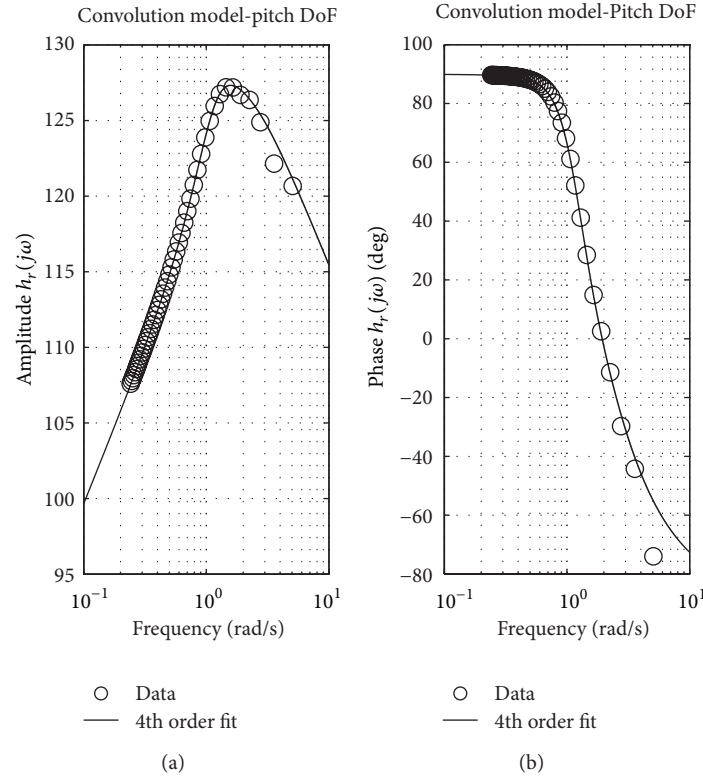 Convolution model-pitch DoF
130
125
120
115
110
105
100
95
Amplitude h_r(jω)
10^−1
10^0
10^1
Frequency (rad/s)
Data
4th order fit
(a)
Convolution model-Pitch DoF
100
80
60
40
20
0
−20
−40
−60
−80
Phase h_r(jω) (deg)
10^−1
10^0
10^1
Frequency (rad/s)
Data
4th order fit
(b)